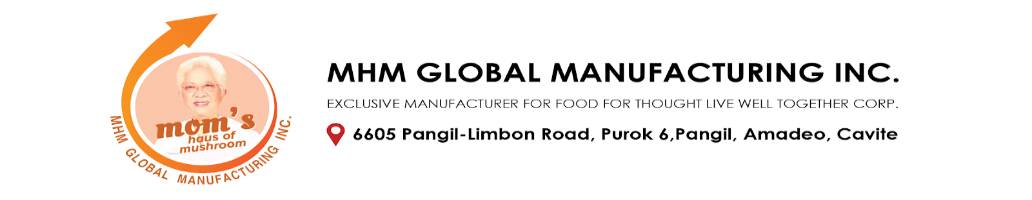 mom's
haus of
mushroom
MHM GLOBAL MANUFACTURING INC.
MHM GLOBAL MANUFACTURING INC.
EXCLUSIVE MANUFACTURER FOR FOOD FOR THOUGHT LIVE WELL TOGETHER CORP.
6605 Pangil-Limbon Road, Purok 6,Pangil, Amadeo, Cavite